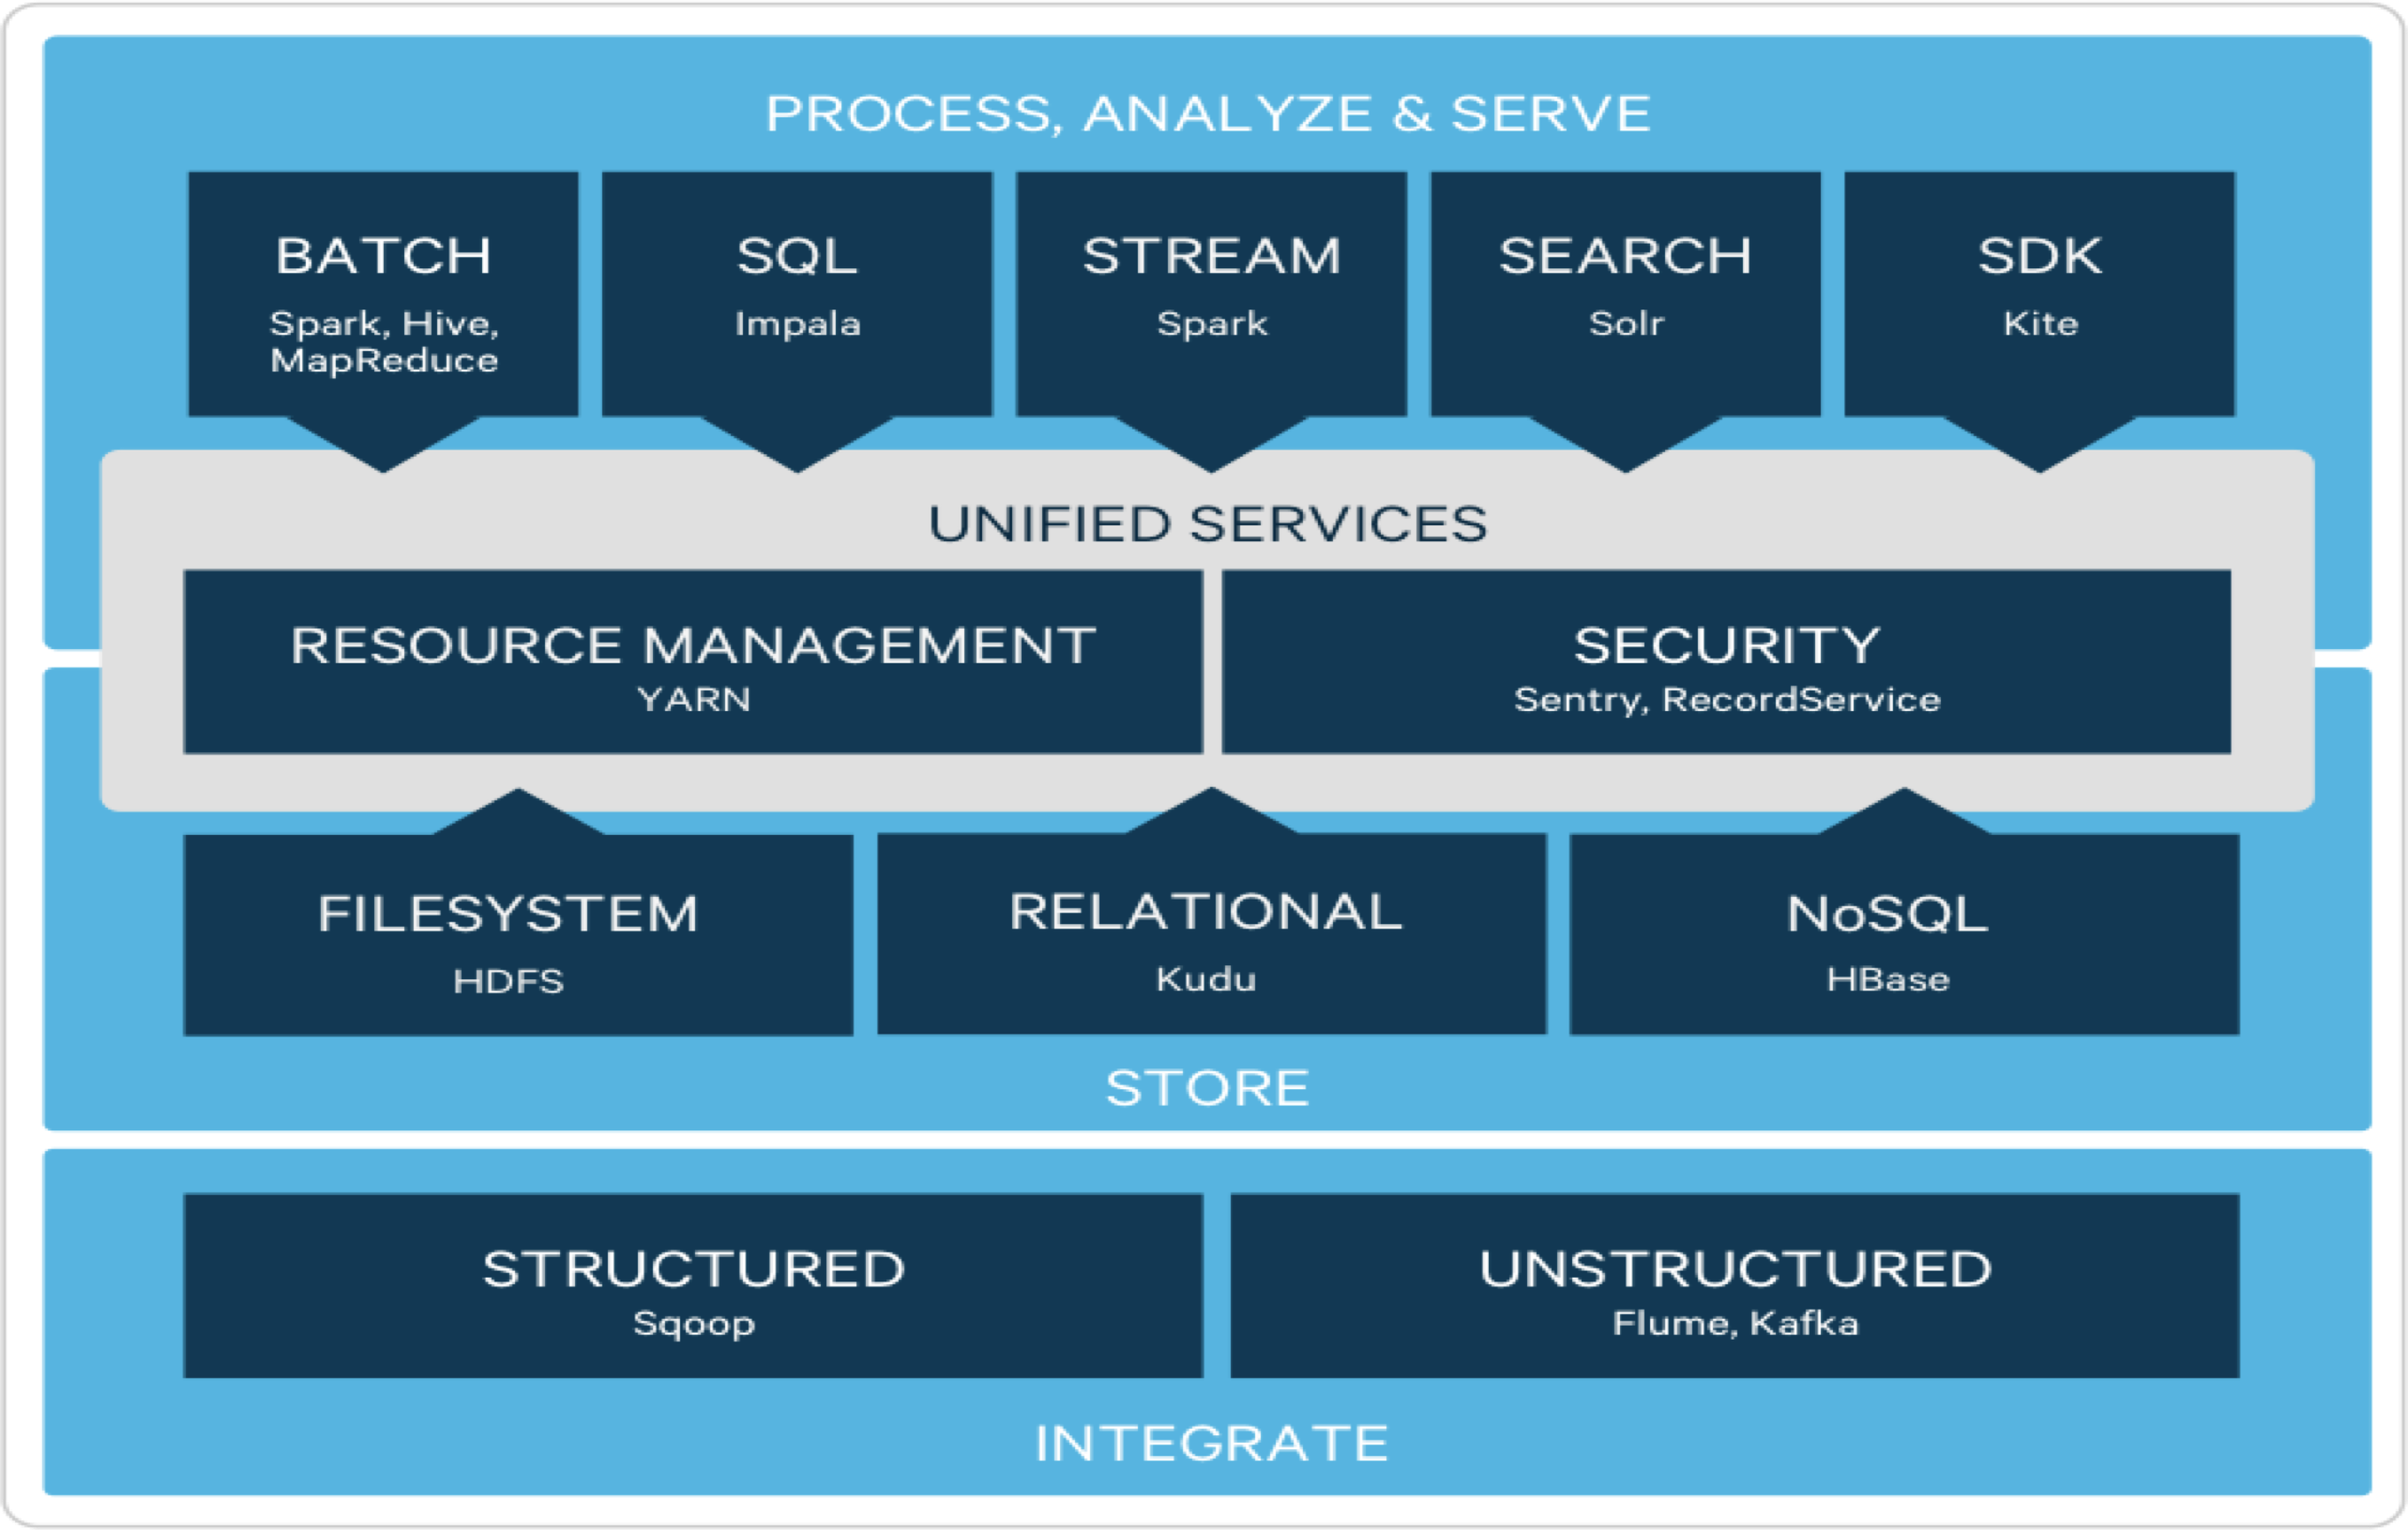 PROCESS, ANALYZE & SERVE
BATCH
Spark, Hive,
MapReduce
SQL
Impala
STREAM
Spark
SEARCH
Solr
SDK
Kite
UNIFIED SERVICES
RESOURCE MANAGEMENT
YARN
SECURITY
Sentry, RecordService
FILESYSTEM
HDFS
RELATIONAL
Kudu
NoSQL
HBase
STORE
STRUCTURED
Sqoop
UNSTRUCTURED
Flume, Kafka
INTEGRATE